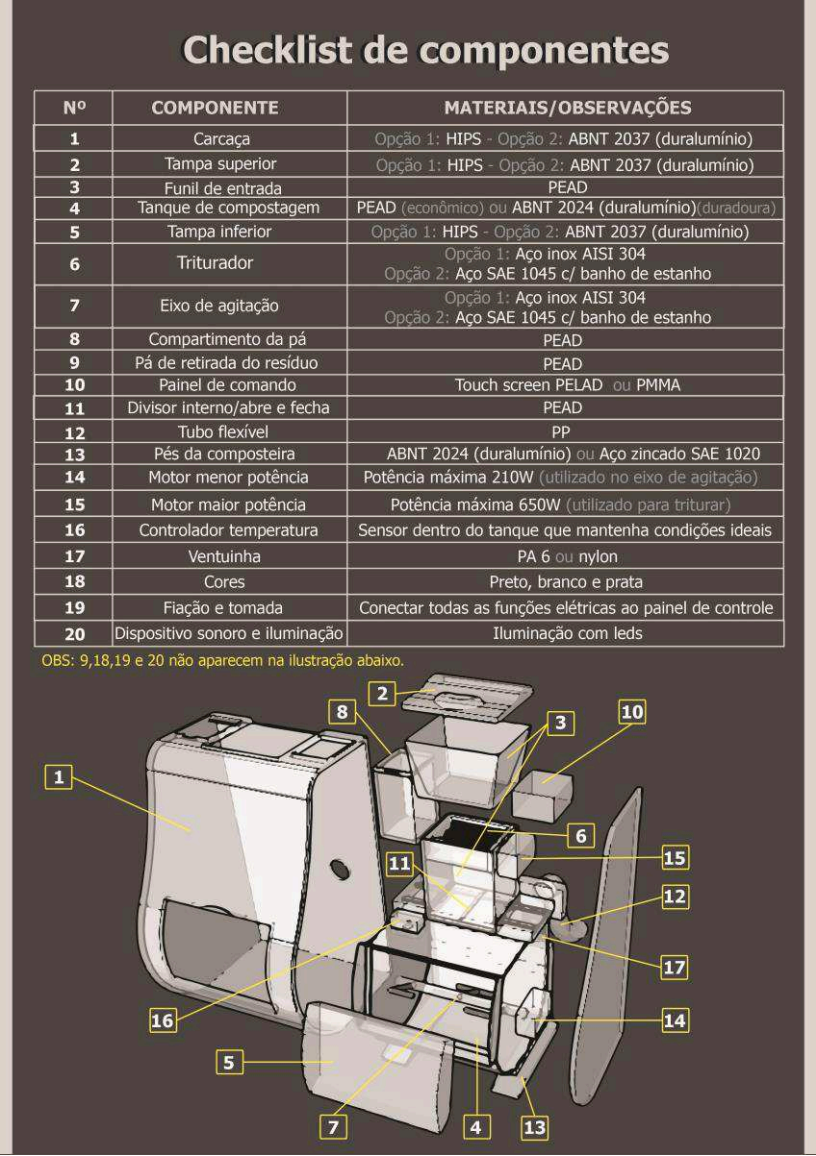 Checklist de componentes
Nº COMPONENTE MATERIAIS/OBSERVAÇÕES
1 Carcaça Opção 1: HIPS - Opção 2: ABNT 2037 (duralumínio)
2 Tampa superior Opção 1: HIPS - Opção 2: ABNT 2037 (duralumínio)
3 Funil de entrada PEAD
4 Tanque de compostagem PEAD (econômico) ou ABNT 2024 (duralumínio)(duradoura)
5 Tampa inferior Opção 1: HIPS - Opção 2: ABNT 2037 (duralumínio)
6 Triturador Opção 1: Aço inox AISI 304
Opção 2: Aço SAE 1045 c/ banho de estanho
7 Eixo de agitação Opção 1: Aço inox AISI 304
Opção 2: Aço SAE 1045 c/ banho de estanho
8 Compartimento da pá PEAD
9 Pá de retirada do resíduo PEAD
10 Painel de comando Touch screen PELAD ou PMMA
11 Divisor interno/abre e fecha PEAD
12 Tubo flexível PP
13 Pés da composteira ABNT 2024 (duralumínio) ou Aço zincado SAE 1020
14 Motor menor potência Potência máxima 210W (utilizado no eixo de agitação)
15 Motor maior potência Potência máxima 650W (utilizado para triturar)
16 Controlador temperatura Sensor dentro do tanque que mantenha condições ideais
17 Ventuinha PA 6 ou nylon
18 Cores Preto, branco e prata
19 Fiação e tomada Conectar todas as funções elétricas ao painel de controle
20 Dispositivo sonoro e iluminação Iluminação com leds
OBS: 9,18,19 e 20 não aparecem na ilustração abaixo.
2
8
3
10
1
6
11
15
12
17
16
14
5
7
4
13